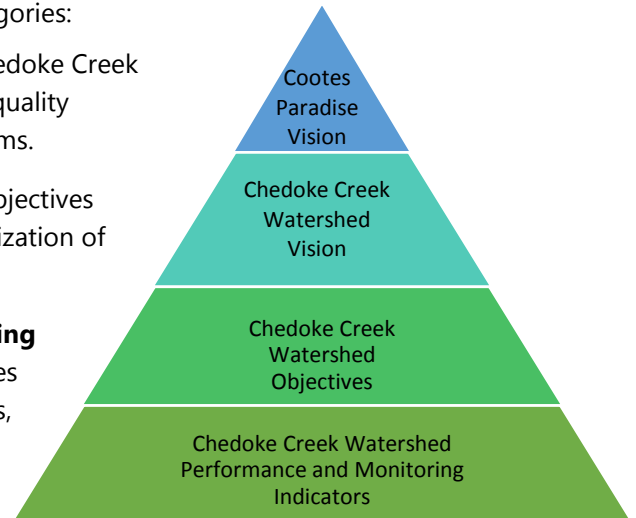 gories:
edoke Creek
quality
ms.
bjectives
ization of
ing
es
s,
Cootes
Paradise
Vision
Chedoke Creek
Watershed
Vision
Chedoke Creek
Watershed
Objectives
Chedoke Creek Watershed
Performance and Monitoring
Indicators